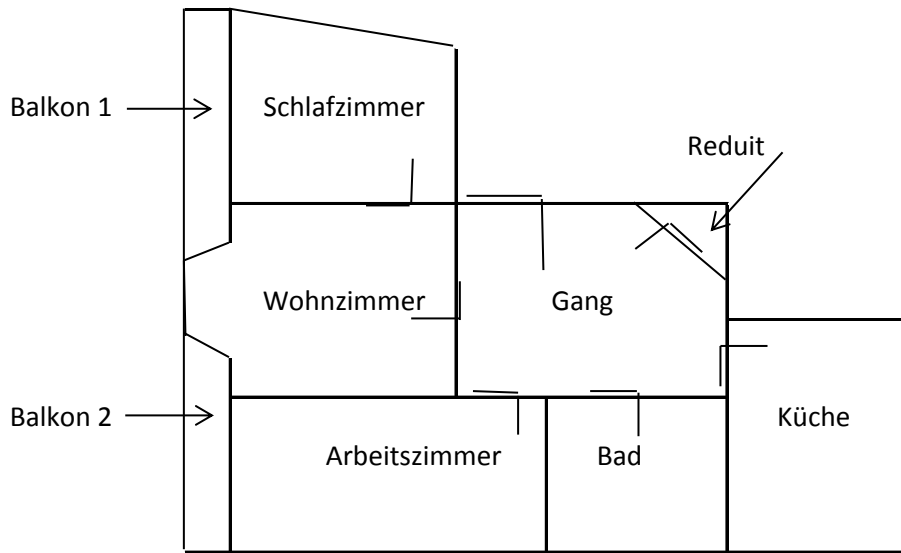 Balkon 1
Schlafzimmer
Reduit
Wohnzimmer
Gang
Balkon 2
Küche
Arbeitszimmer
Bad